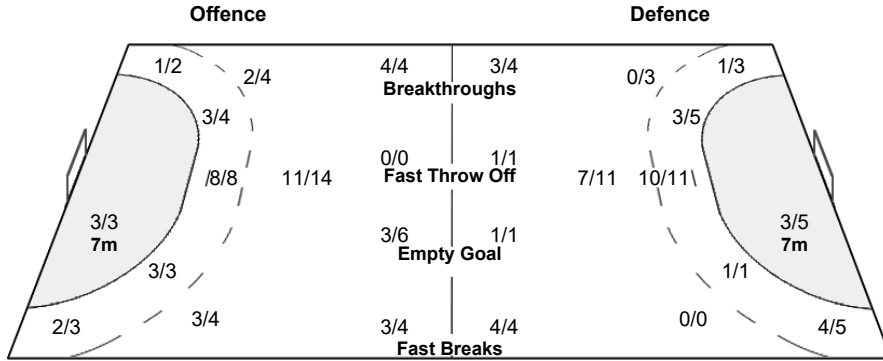 Offence Defence
1/2 2/4 4/4 3/4 0/3 1/3
Breakthroughs
3/4 3/5
0/0 1/1
8/8 11/14 Fast Throw Off 7/11 10/11
3/3 3/6 1/1 3/5
7m Empty Goal 7m
3/3 1/1
2/3 3/4 3/4 4/4 0/0 4/5
Fast Breaks